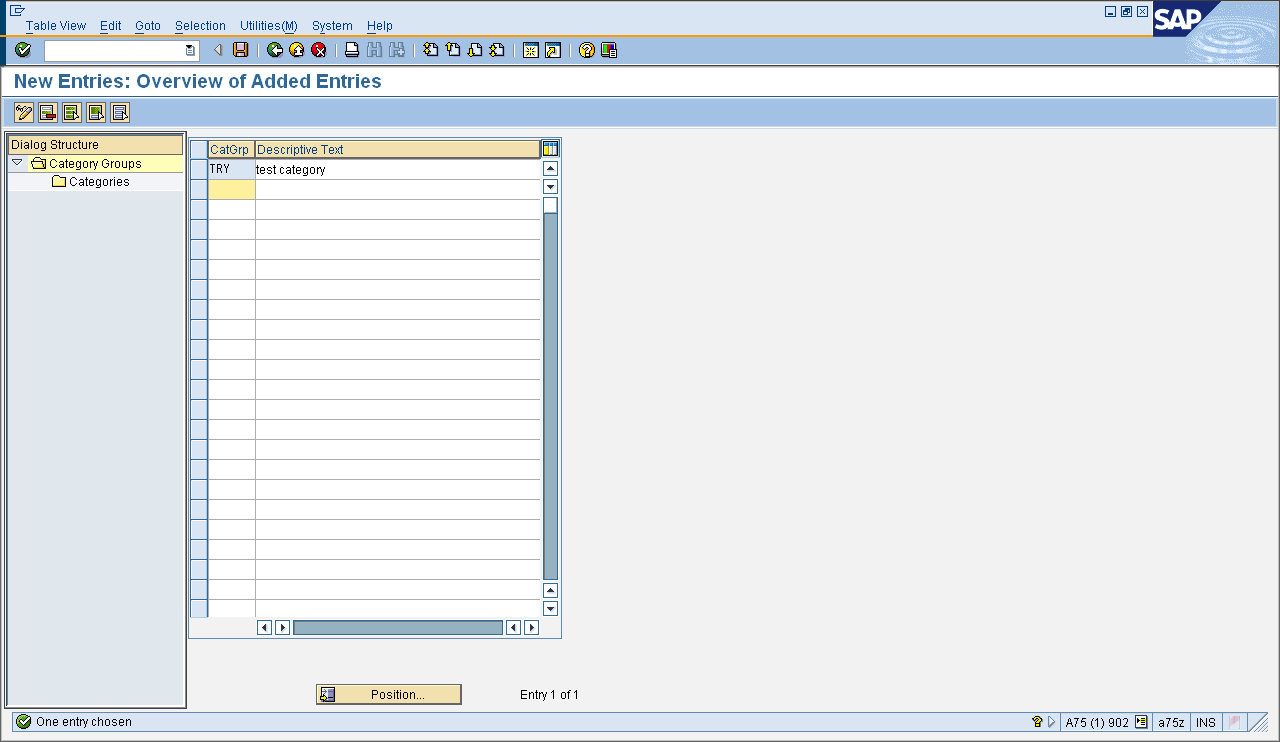 Table View Edit Goto Selection Utilities(M) System Help
SAP
New Entries: Overview of Added Entries
Dialog Structure
Category Groups
Categories
CatGrp Descriptive Text
TRY test category
Position... Entry 1 of 1
One entry chosen A75 (1) 902 a75z INS